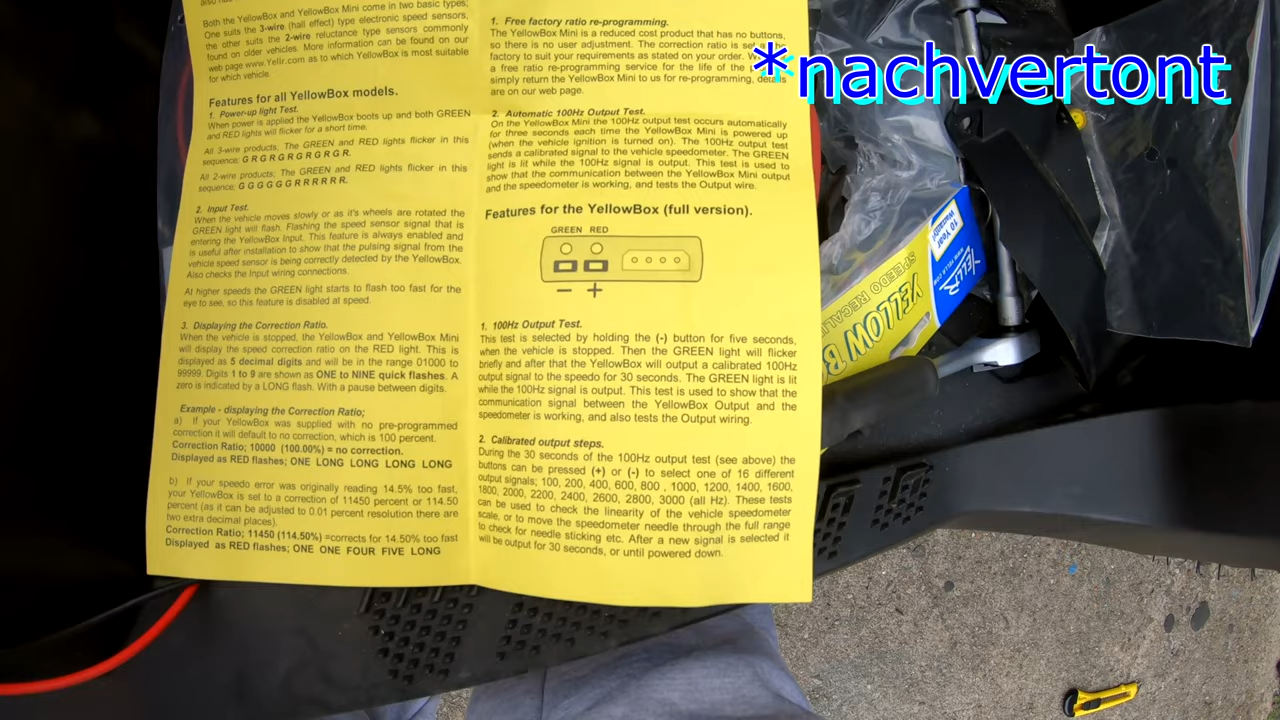 Both the YellowBox and YellowBox Mini come in two basic types;
One suits the 3-wire (hall effect) type electronic speed sensors,
the other suits the 2-wire reluctance type sensors commonly
found on older vehicles. More information can be found on our
web page www.Yellr.com as to which YellowBox is most suitable
for which vehicle.
Features for all YellowBox models.
1. Power-up light Test.
When power is applied the YellowBox boots up and both GREEN
and RED lights will flicker for a short time.
All 3-wire products, The GREEN and RED lights flicker in this
sequence; G R G R G R G R G R G R.
All 2-wire products; The GREEN and RED lights flicker in this
sequence; G G G G G G R R R R R R.
2. Input Test.
When the vehicle moves slowly or as it's wheels are rotated the
GREEN light will flash. Flashing the speed sensor signal that is
entering the YellowBox Input. This feature is always enabled and
is useful after installation to show that the pulsing signal from the
vehicle speed sensor is being correctly detected by the YellowBox.
Also checks the Input wiring connections.
At higher speeds the GREEN light starts to flash too fast for the
eye to see, so this feature is disabled at speed.
3. Displaying the Correction Ratio.
When the vehicle is stopped, the YellowBox and YellowBox Mini
will display the speed correction ratio on the RED light. This is
displayed as 5 decimal digits and will be in the range 01000 to
99999. Digits 1 to 9 are shown as ONE to NINE quick flashes. A
zero is indicated by a LONG flash. With a pause between digits.
Example - displaying the Correction Ratio;
a) If your YellowBox was supplied with no pre-programmed
correction it will default to no correction, which is 100 percent.
Correction Ratio; 10000 (100.00%) = no correction.
Displayed as RED flashes; ONE LONG LONG LONG LONG
b) If your speedo error was originally reading 14.5% too fast,
your YellowBox is set to a correction of 11450 percent or 114.50
percent (as it can be adjusted to 0.01 percent resolution there are
two extra decimal places).
Correction Ratio; 11450 (114.50%) =corrects for 14.50% too fast
Displayed as RED flashes; ONE ONE FOUR FIVE LONG
1. Free factory ratio re-programming.
The YellowBox Mini is a reduced cost product that has no buttons,
so there is no user adjustment. The correction ratio is set
factory to suit your requirements as stated on your order.
a free ratio re-programming service for the life of the
simply return the YellowBox Mini to us for re-programming, details
are on our web page.
2. Automatic 100Hz Output Test.
On the YellowBox Mini the 100Hz output test occurs automatically
for three seconds each time the YellowBox Mini is powered up
(when the vehicle ignition is turned on). The 100Hz output test
sends a calibrated signal to the vehicle speedometer. The GREEN
light is lit while the 100Hz signal is output. This test is used to
show that the communication between the YellowBox Mini output
and the speedometer is working, and tests the Output wire.
Features for the YellowBox (full version).
GREEN RED
− +
1. 100Hz Output Test.
This test is selected by holding the (-) button for five seconds,
when the vehicle is stopped. Then the GREEN light will flicker
briefly and after that the YellowBox will output a calibrated 100Hz
output signal to the speedo for 30 seconds. The GREEN light is lit
while the 100Hz signal is output. This test is used to show that the
communication signal between the YellowBox Output and the
speedometer is working, and also tests the Output wiring.
2. Calibrated output steps.
During the 30 seconds of the 100Hz output test (see above) the
buttons can be pressed (+) or (-) to select one of 16 different
output signals; 100, 200, 400, 600, 800 , 1000, 1200, 1400, 1600,
1800, 2000, 2200, 2400, 2600, 2800, 3000 (all Hz). These tests
can be used to check the linearity of the vehicle speedometer
scale, or to move the speedometer needle through the full range
to check for needle sticking etc. After a new signal is selected it
will be output for 30 seconds, or until powered down.
*nachvertont
10 Year
Warranty!
YELLR
WWW.YELLR.COM
YELLOW B
SPEEDO RECALI